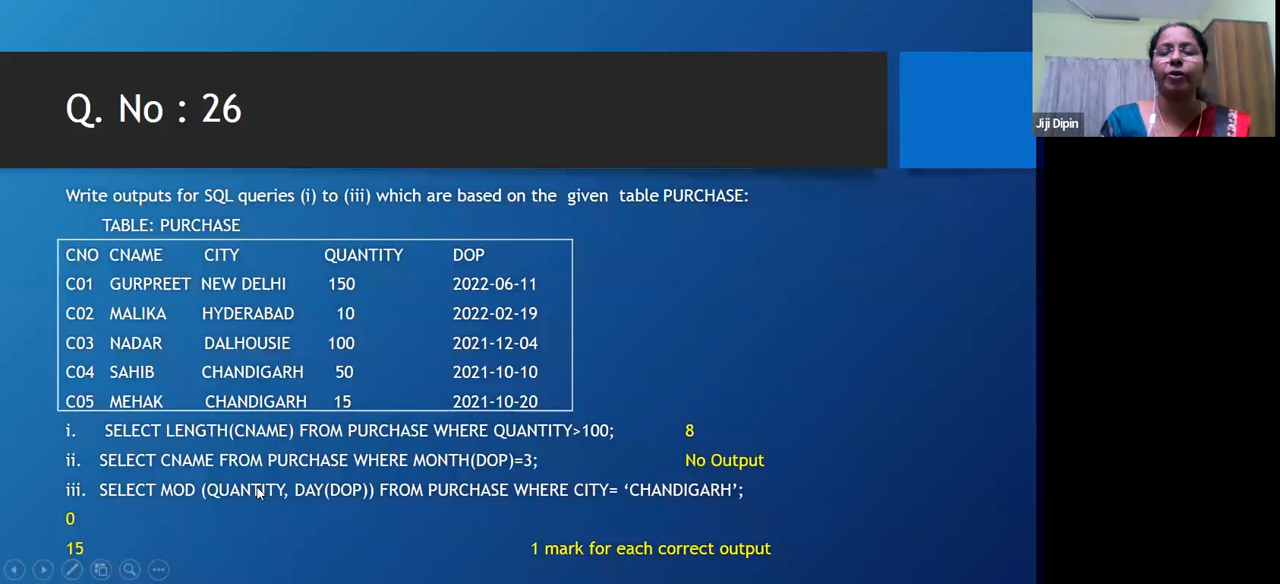 Q. No : 26
Jiji Dipin
Write outputs for SQL queries (i) to (iii) which are based on the given table PURCHASE:
TABLE: PURCHASE
CNO CNAME CITY QUANTITY DOP
C01 GURPREET NEW DELHI 150 2022-06-11
C02 MALIKA HYDERABAD 10 2022-02-19
C03 NADAR DALHOUSIE 100 2021-12-04
C04 SAHIB CHANDIGARH 50 2021-10-10
C05 MEHAK CHANDIGARH 15 2021-10-20
i. SELECT LENGTH(CNAME) FROM PURCHASE WHERE QUANTITY>100; 8
ii. SELECT CNAME FROM PURCHASE WHERE MONTH(DOP)=3; No Output
iii. SELECT MOD (QUANTITY, DAY(DOP)) FROM PURCHASE WHERE CITY= ‘CHANDIGARH’;
0
15 1 mark for each correct output